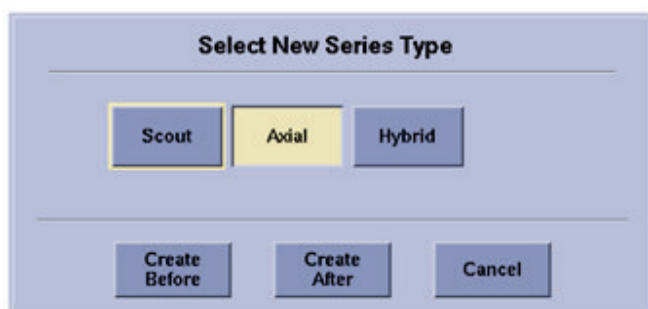 Select New Series Type
Scout Axial Hybrid
Create Before
Create After
Cancel